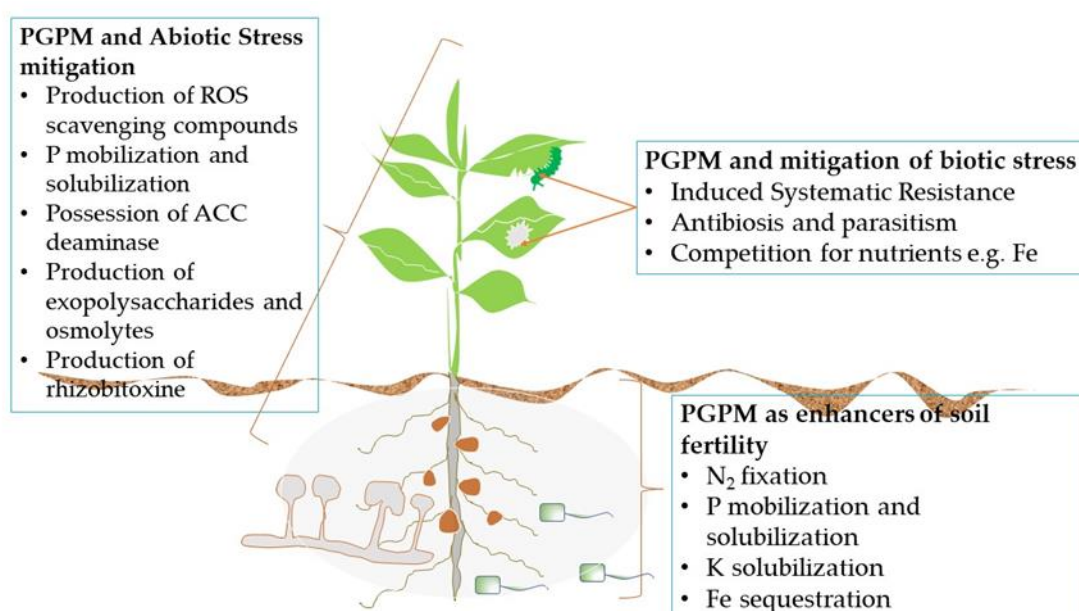 PGPM and Abiotic Stress
mitigation
• Production of ROS
scavenging compounds
• P mobilization and
solubilization
• Possession of ACC
deaminase
• Production of
exopolysaccharides and
osmolytes
• Production of
rhizobitoxine
PGPM and mitigation of biotic stress
• Induced Systematic Resistance
• Antibiosis and parasitism
• Competition for nutrients e.g. Fe
PGPM as enhancers of soil
fertility
• N₂ fixation
• P mobilization and
solubilization
• K solubilization
• Fe sequestration